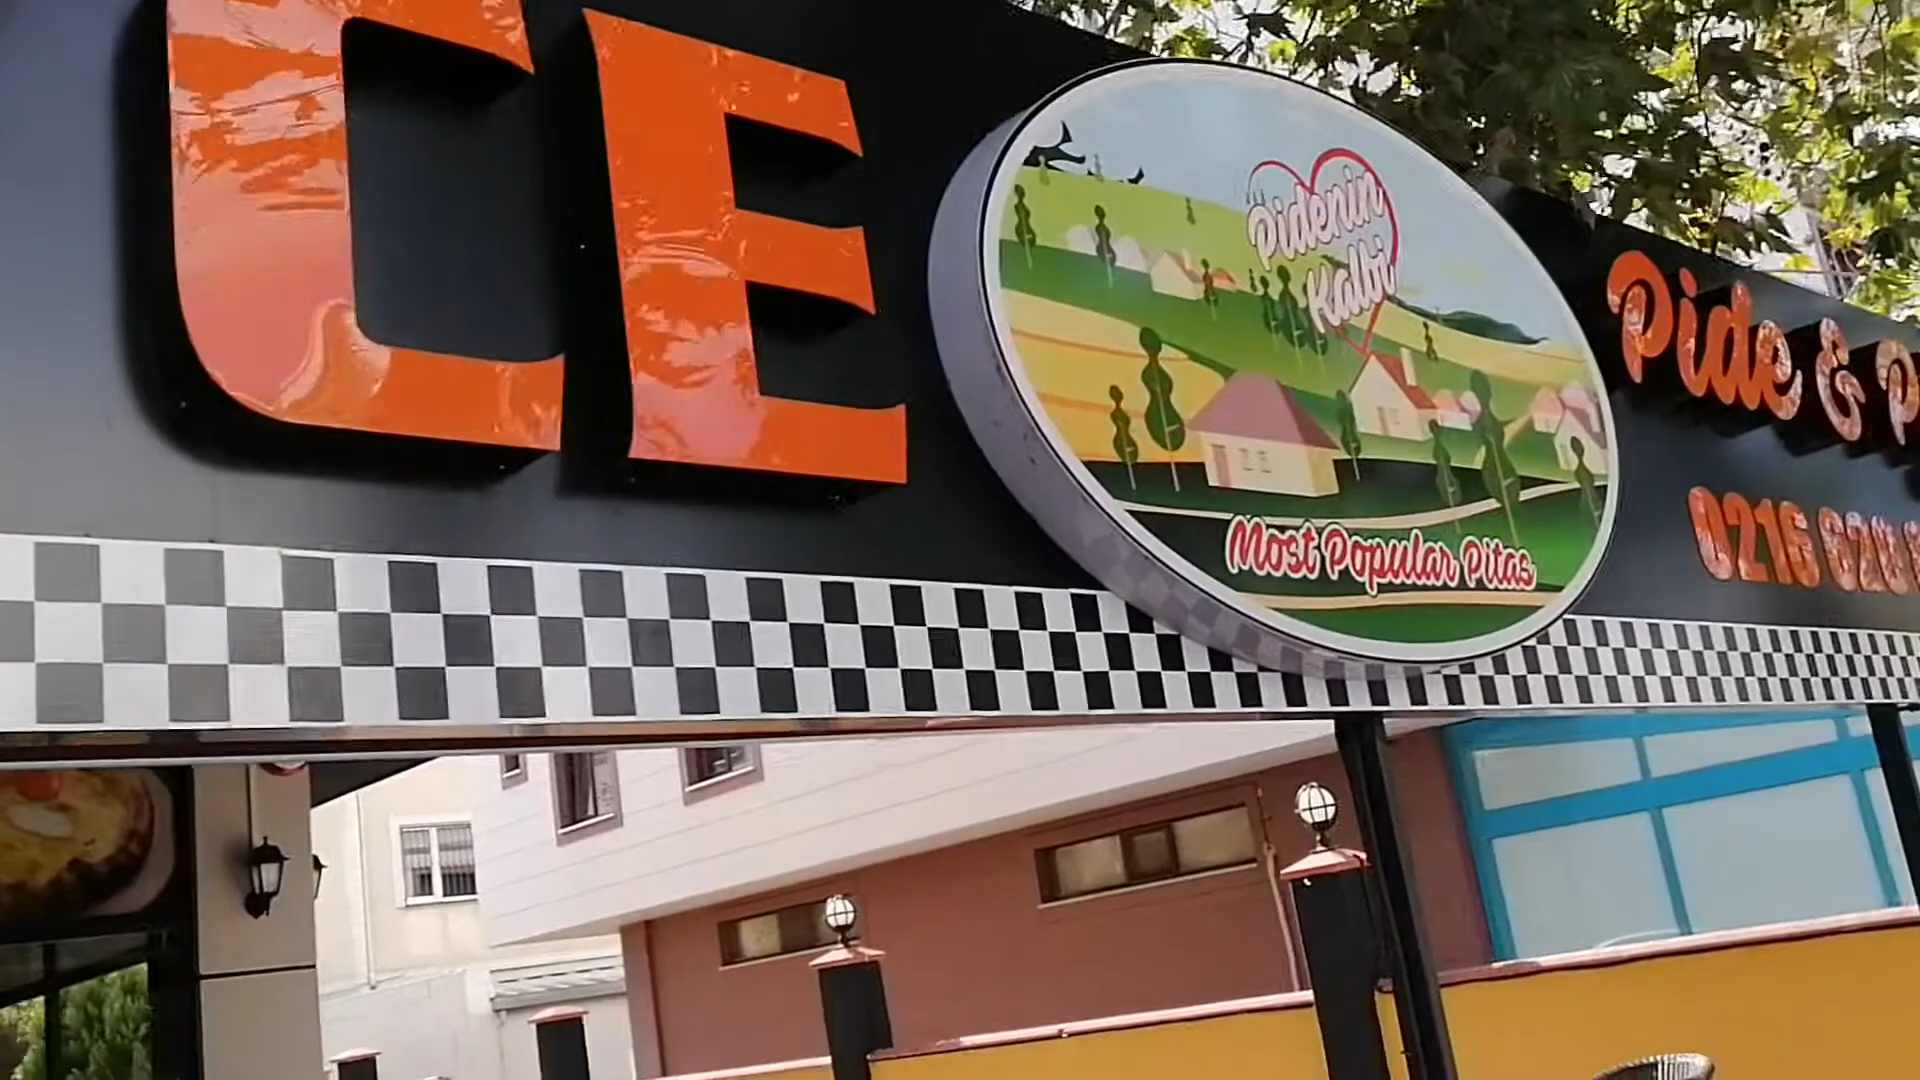 CE
Pidenin
Kalbi
Most Popular Pitas
Pide & P
0216